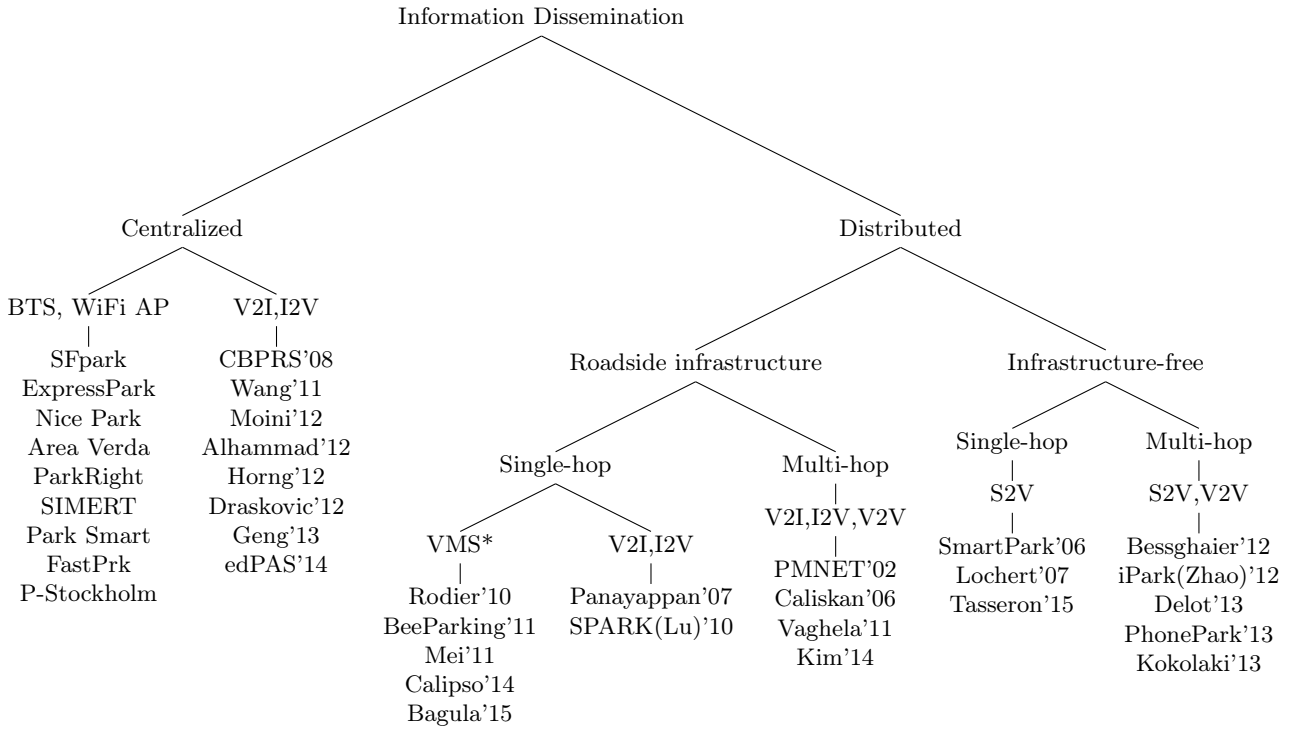 Information Dissemination
Centralized
Distributed
BTS, WiFi AP
SFpark
ExpressPark
Nice Park
Area Verda
ParkRight
SIMERT
Park Smart
FastPrk
P-Stockholm
V2I,I2V
CBPRS'08
Wang'11
Moini'12
Alhammad'12
Horng'12
Draskovic'12
Geng'13
edPAS'14
Roadside infrastructure
Infrastructure-free
Single-hop
Multi-hop
VMS*
Rodier'10
BeeParking'11
Mei'11
Calipso'14
Bagula'15
V2I,I2V
Panayappan'07
SPARK(Lu)'10
V2I,I2V,V2V
PMNET'02
Caliskan'06
Vaghela'11
Kim'14
Single-hop
S2V
SmartPark'06
Lochert'07
Tasseron'15
Multi-hop
S2V,V2V
Bessghaier'12
iPark(Zhao)'12
Delot'13
PhonePark'13
Kokolaki'13